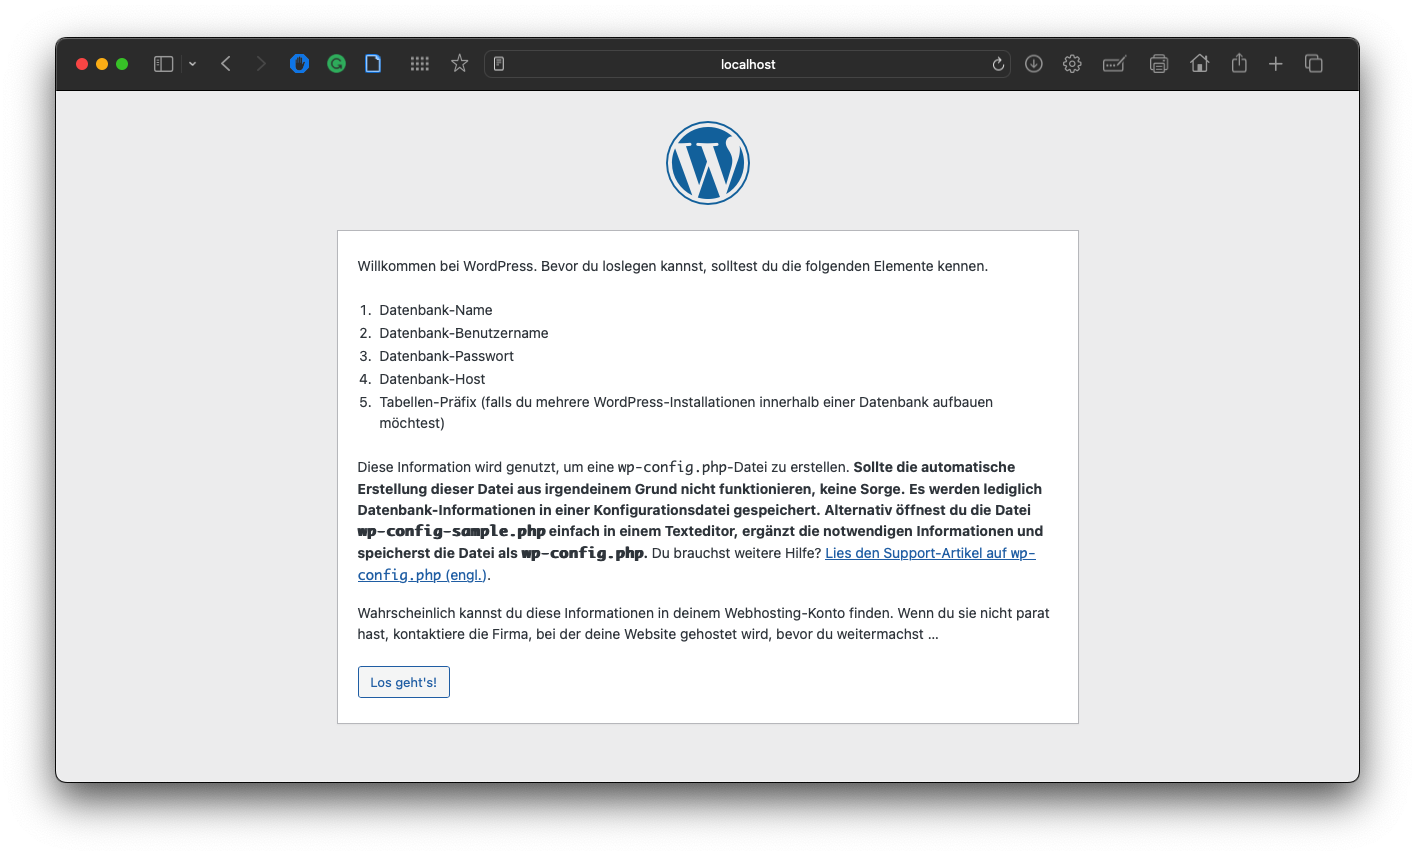 localhost
Willkommen bei WordPress. Bevor du loslegen kannst, solltest du die folgenden Elemente kennen.
1. Datenbank-Name
2. Datenbank-Benutzername
3. Datenbank-Passwort
4. Datenbank-Host
5. Tabellen-Präfix (falls du mehrere WordPress-Installationen innerhalb einer Datenbank aufbauen
möchtest)
Diese Information wird genutzt, um eine wp-config.php-Datei zu erstellen. Sollte die automatische
Erstellung dieser Datei aus irgendeinem Grund nicht funktionieren, keine Sorge. Es werden lediglich
Datenbank-Informationen in einer Konfigurationsdatei gespeichert. Alternativ öffnest du die Datei
wp-config-sample.php einfach in einem Texteditor, ergänzt die notwendigen Informationen und
speicherst die Datei als wp-config.php. Du brauchst weitere Hilfe? Lies den Support-Artikel auf wp-
config.php (engl.).
Wahrscheinlich kannst du diese Informationen in deinem Webhosting-Konto finden. Wenn du sie nicht parat
hast, kontaktiere die Firma, bei der deine Website gehostet wird, bevor du weitermachst …
Los geht's!